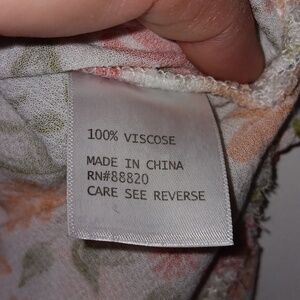 100% VISCOSE
MADE IN CHINA
RN#88820
CARE SEE REVERSE